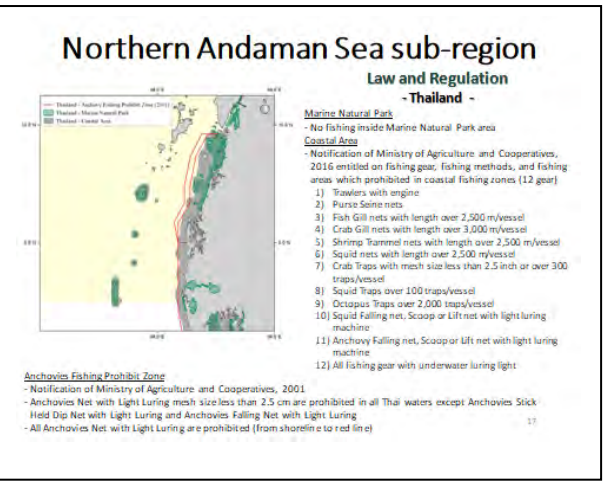 Northern Andaman Sea sub-region
Law and Regulation
- Thailand -
Thailand - Anchovy Fishing Prohibit Zone (2001)
Thailand - Marine Natural Park
Thailand - Coastal Area
Marine Natural Park
- No fishing inside Marine Natural Park area
Coastal Area
- Notification of Ministry of Agriculture and Cooperatives,
2016 entitled on fishing gear, fishing methods, and fishing
areas which prohibited in coastal fishing zones (12 gear)
1) Trawlers with engine
2) Purse Seine nets
3) Fish Gill nets with length over 2,500 m/vessel
4) Crab Gill nets with length over 3,000 m/vessel
5) Shrimp Trammel nets with length over 2,500 m/vessel
6) Squid nets with length over 2,500 m/vessel
7) Crab Traps with mesh size less than 2.5 inch or over 300
traps/vessel
8) Squid Traps over 100 traps/vessel
9) Octopus Traps over 2,000 traps/vessel
10) Squid Falling net, Scoop or Lift net with light luring
machine
11) Anchovy Falling net, Scoop or Lift net with light luring
machine
12) All fishing gear with underwater luring light
Anchovies Fishing Prohibit Zone
- Notification of Ministry of Agriculture and Cooperatives, 2001
- Anchovies Net with Light Luring mesh size less than 2.5 cm are prohibited in all Thai waters except Anchovies Stick
Held Dip Net with Light Luring and Anchovies Falling Net with Light Luring
- All Anchovies Net with Light Luring are prohibited (from shoreline to red line)
17